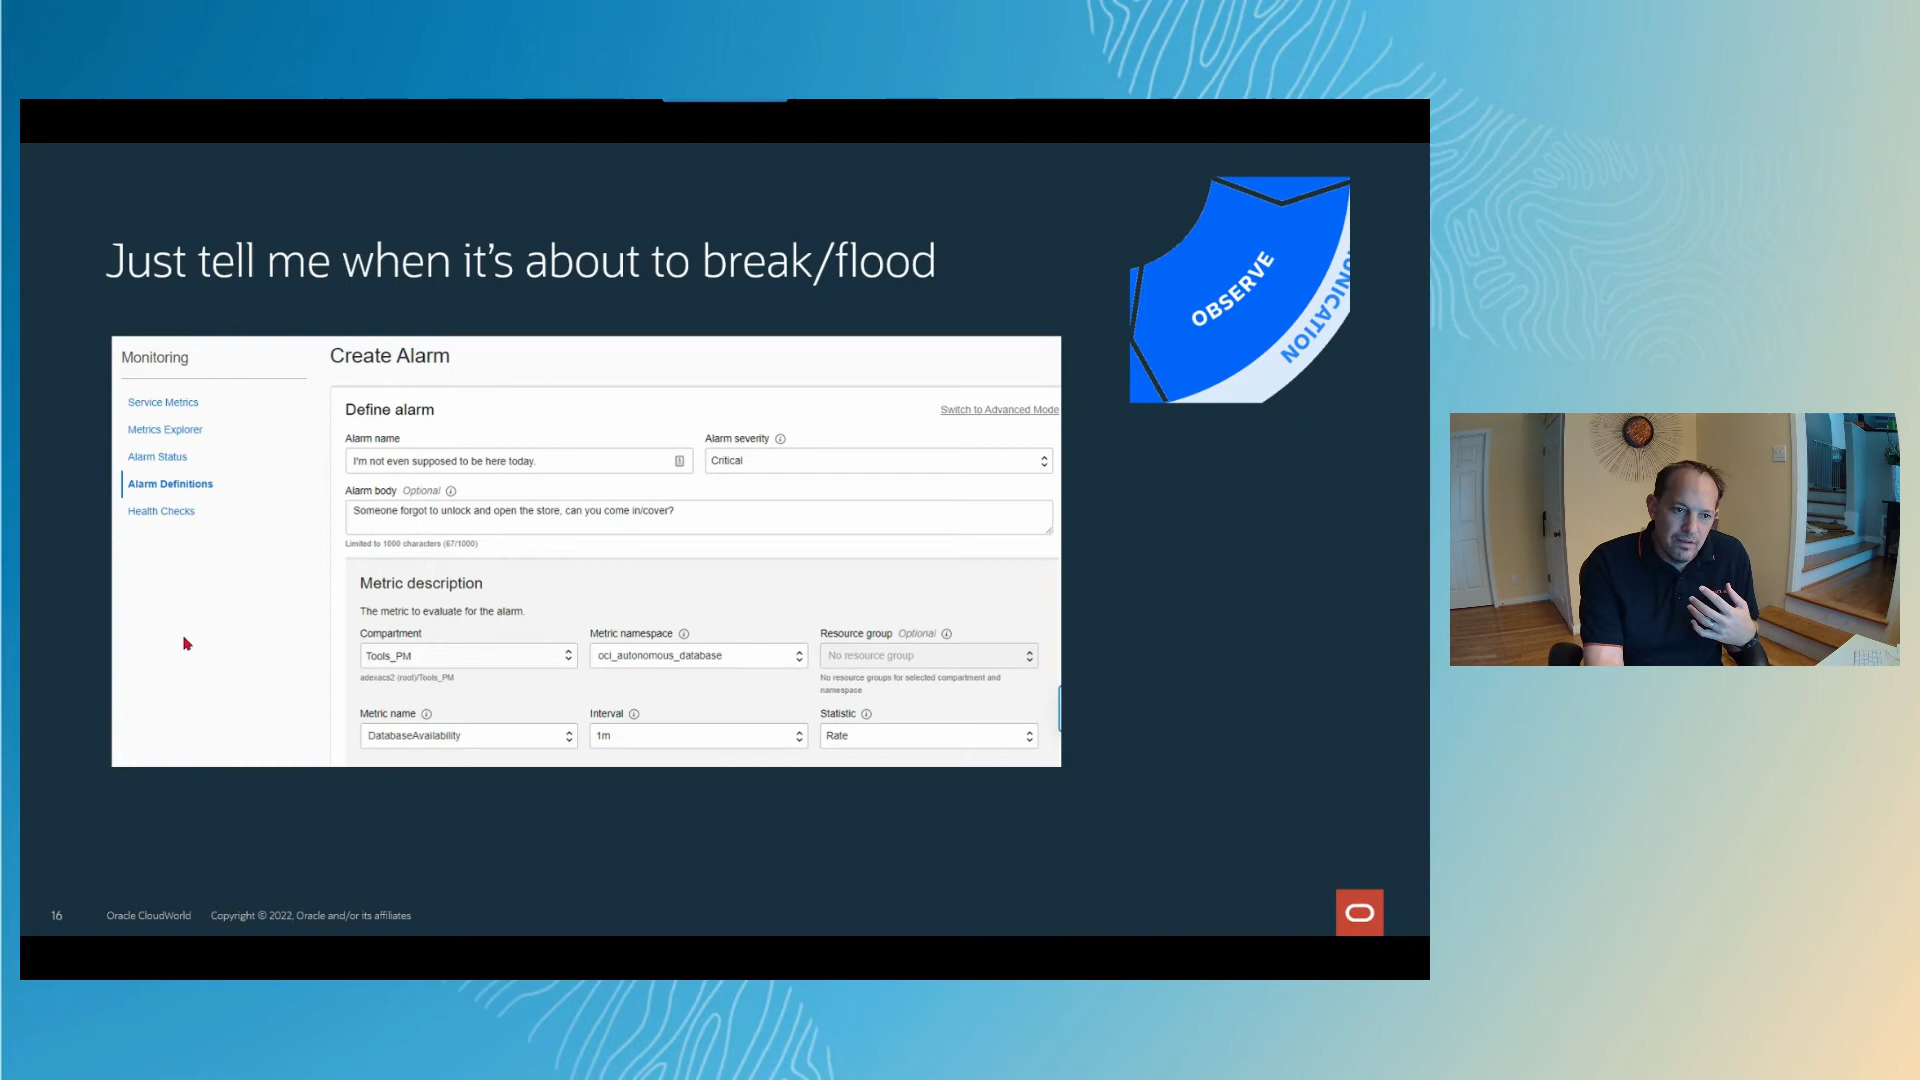 Just tell me when it's about to break/flood
OBSERVE
Monitoring
Service Metrics
Metrics Explorer
Alarm Status
Alarm Definitions
Health Checks
Create Alarm
Define alarm
Switch to Advanced Mode
Alarm name
Alarm severity
I'm not even supposed to be here today.
Critical
Alarm body Optional
Someone forgot to unlock and open the store, can you come in/cover?
Limited to 1000 characters (67/1000)
Metric description
The metric to evaluate for the alarm.
Compartment
Metric namespace
Resource group Optional
Tools_PM
oci_autonomous_database
No resource group
adexacs2 (root)/Tools_PM
No resource groups for selected compartment and
namespace
Metric name
Interval
Statistic
DatabaseAvailability
1m
Rate
16
Oracle CloudWorld
Copyright © 2022, Oracle and/or its affiliates